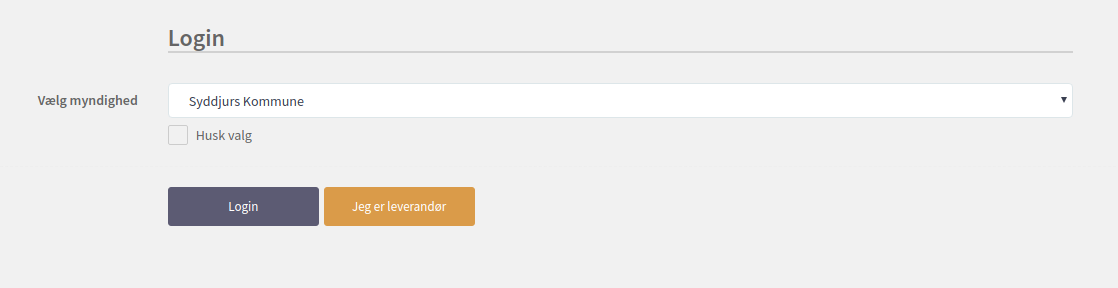 Login
Vælg myndighed
Syddjurs Kommune
Husk valg
Login
Jeg er leverandør